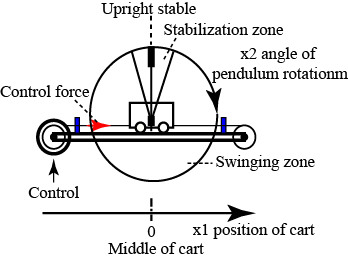 Upright stable
Stabilization zone
x2 angle of
pendulum rotationm
Control force
Swinging zone
Control
0
x1 position of cart
Middle of cart